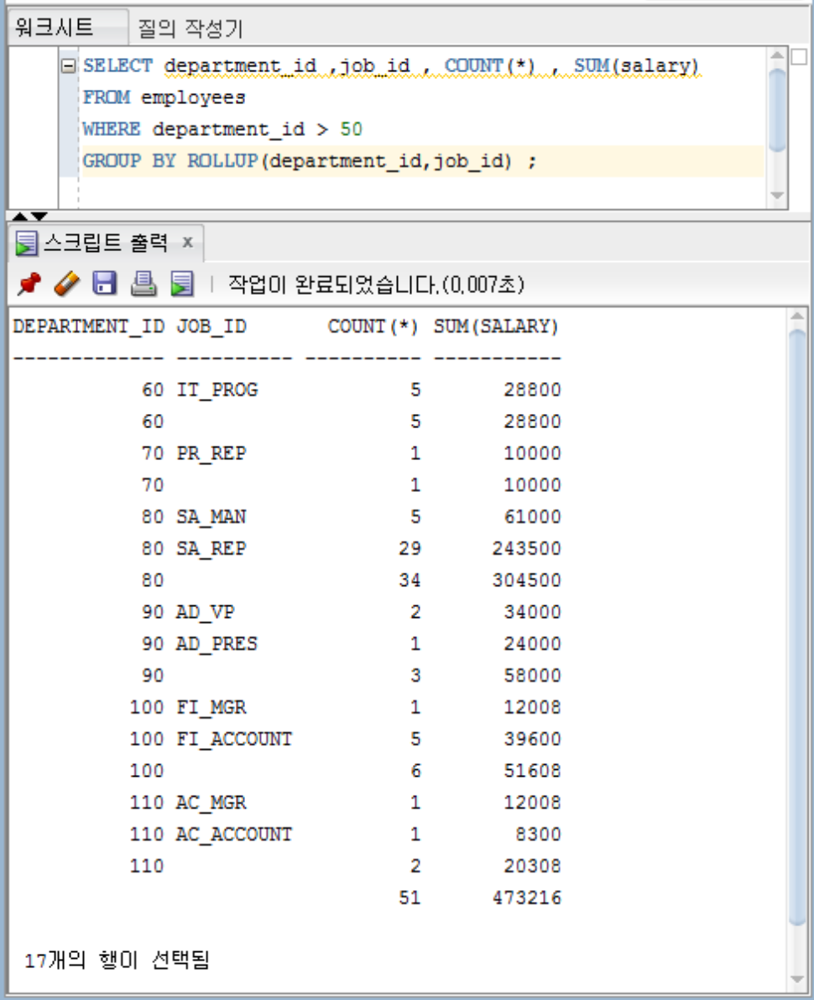 워크시트 질의 작성기
SELECT department_id ,job_id , COUNT(*) , SUM(salary)
FROM employees
WHERE department_id > 50
GROUP BY ROLLUP(department_id,job_id) ;
스크립트 출력 x
작업이 완료되었습니다.(0,007초)
DEPARTMENT_ID JOB_ID COUNT(*) SUM(SALARY)
------------- ---------- ---------- -----------
60 IT_PROG 5 28800
60 5 28800
70 PR_REP 1 10000
70 1 10000
80 SA_MAN 5 61000
80 SA_REP 29 243500
80 34 304500
90 AD_VP 2 34000
90 AD_PRES 1 24000
90 3 58000
100 FI_MGR 1 12008
100 FI_ACCOUNT 5 39600
100 6 51608
110 AC_MGR 1 12008
110 AC_ACCOUNT 1 8300
110 2 20308
51 473216
17개의 행이 선택됨